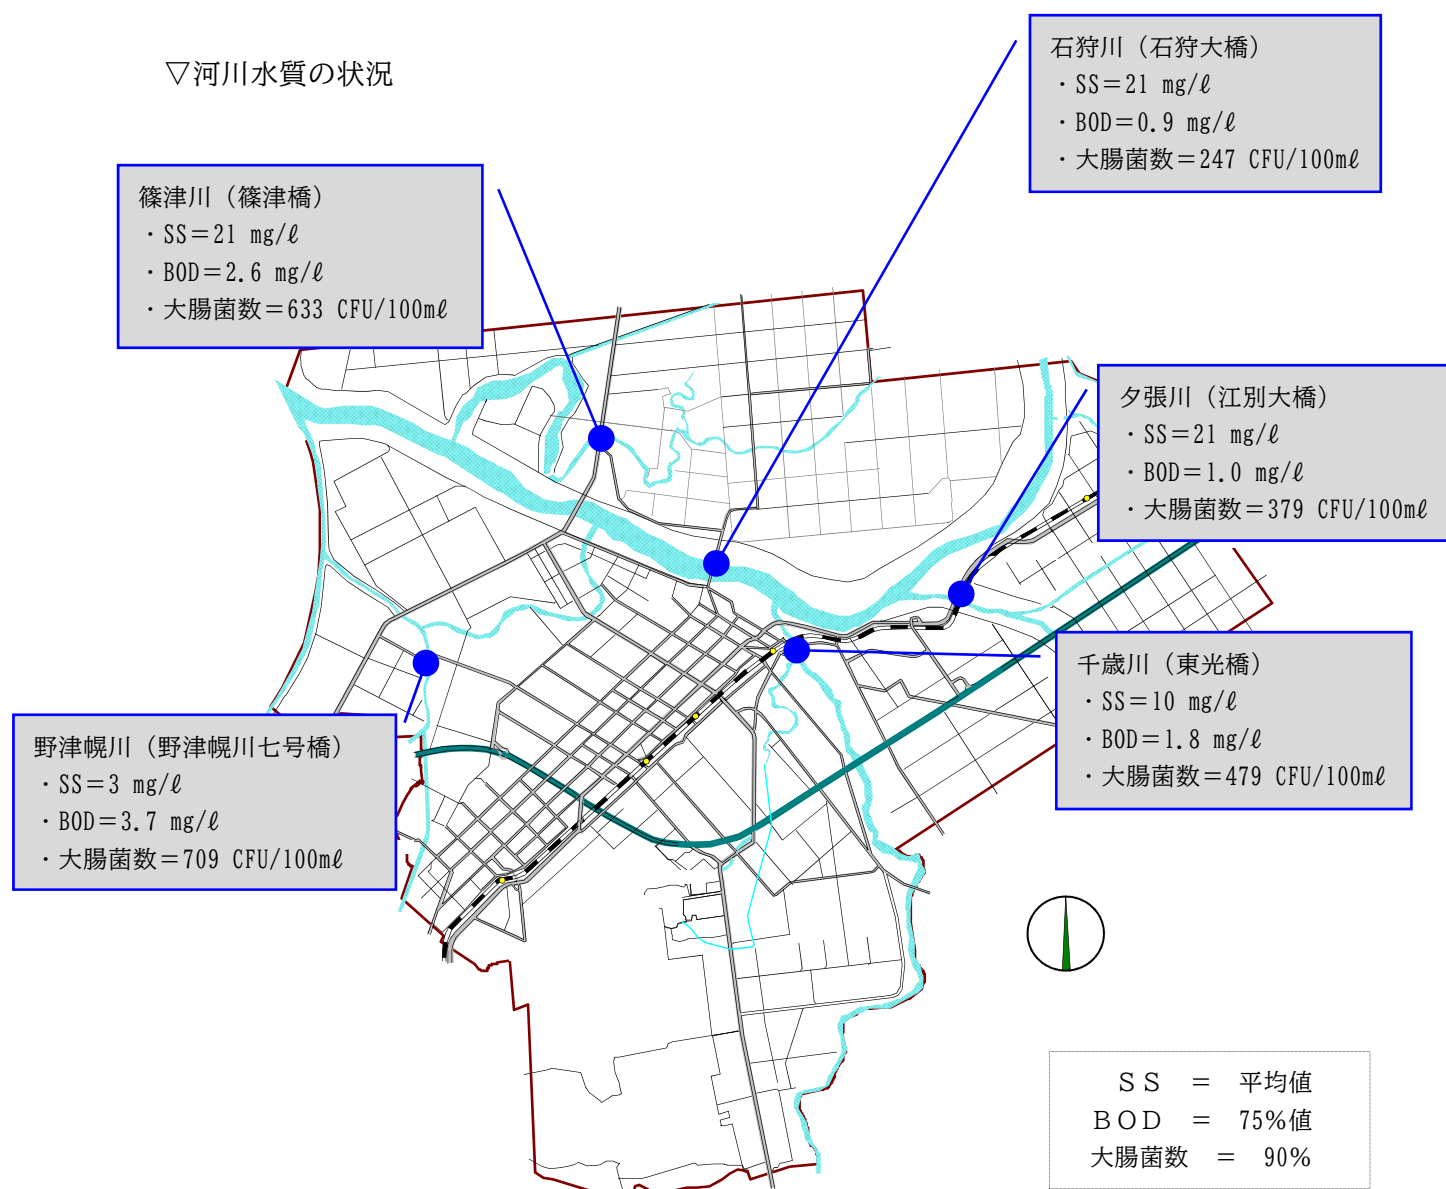 ▽河川水質の状況
石狩川（石狩大橋）
・SS＝21 mg/ℓ
・BOD＝0.9 mg/ℓ
・大腸菌数＝247 CFU/100mℓ
篠津川（篠津橋）
・SS＝21 mg/ℓ
・BOD＝2.6 mg/ℓ
・大腸菌数＝633 CFU/100mℓ
夕張川（江別大橋）
・SS＝21 mg/ℓ
・BOD＝1.0 mg/ℓ
・大腸菌数＝379 CFU/100mℓ
千歳川（東光橋）
・SS＝10 mg/ℓ
・BOD＝1.8 mg/ℓ
・大腸菌数＝479 CFU/100mℓ
野津幌川（野津幌川七号橋）
・SS＝3 mg/ℓ
・BOD＝3.7 mg/ℓ
・大腸菌数＝709 CFU/100mℓ
ＳＳ ＝ 平均値
ＢＯＤ ＝ 75%値
大腸菌数 ＝ 90%